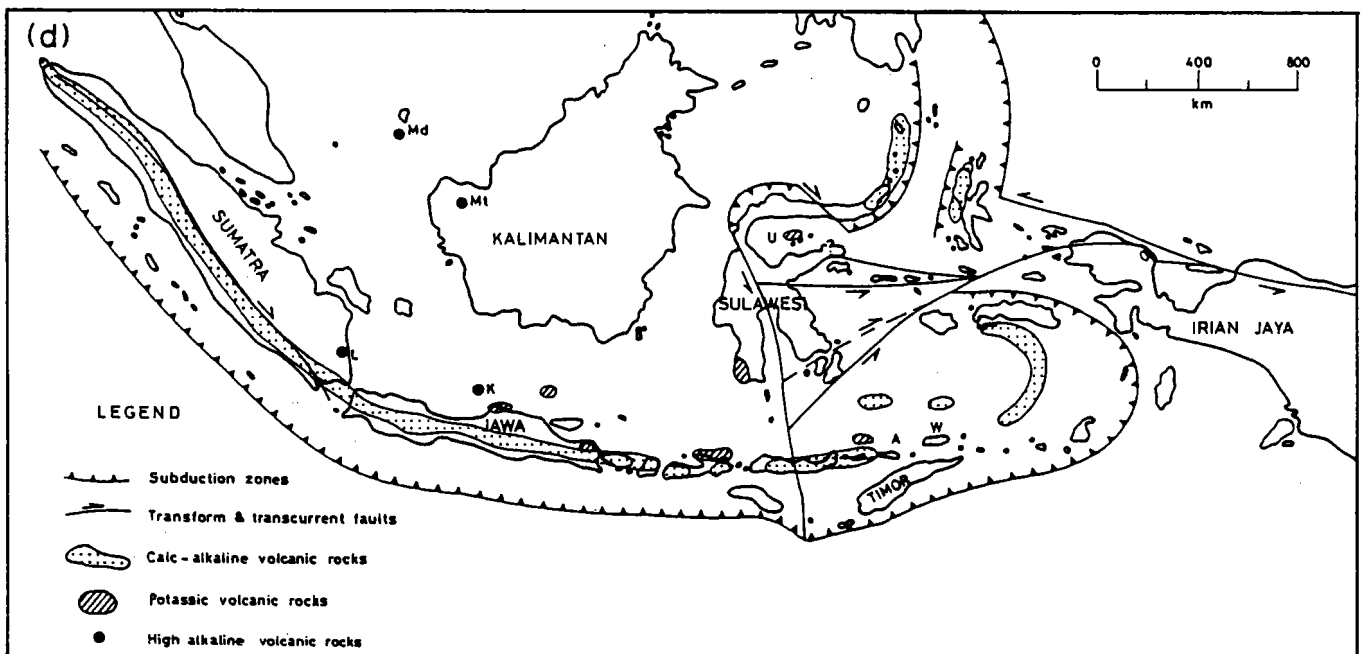 (d)
0 400 800
km
Md
Mt
KALIMANTAN
SUMATRA
U
SULAWESI
IRIAN JAYA
L
K
JAWA
A
W
TIMOR
LEGEND
Subduction zones
Transform & transcurrent faults
Calc-alkaline volcanic rocks
Potassic volcanic rocks
High alkaline volcanic rocks